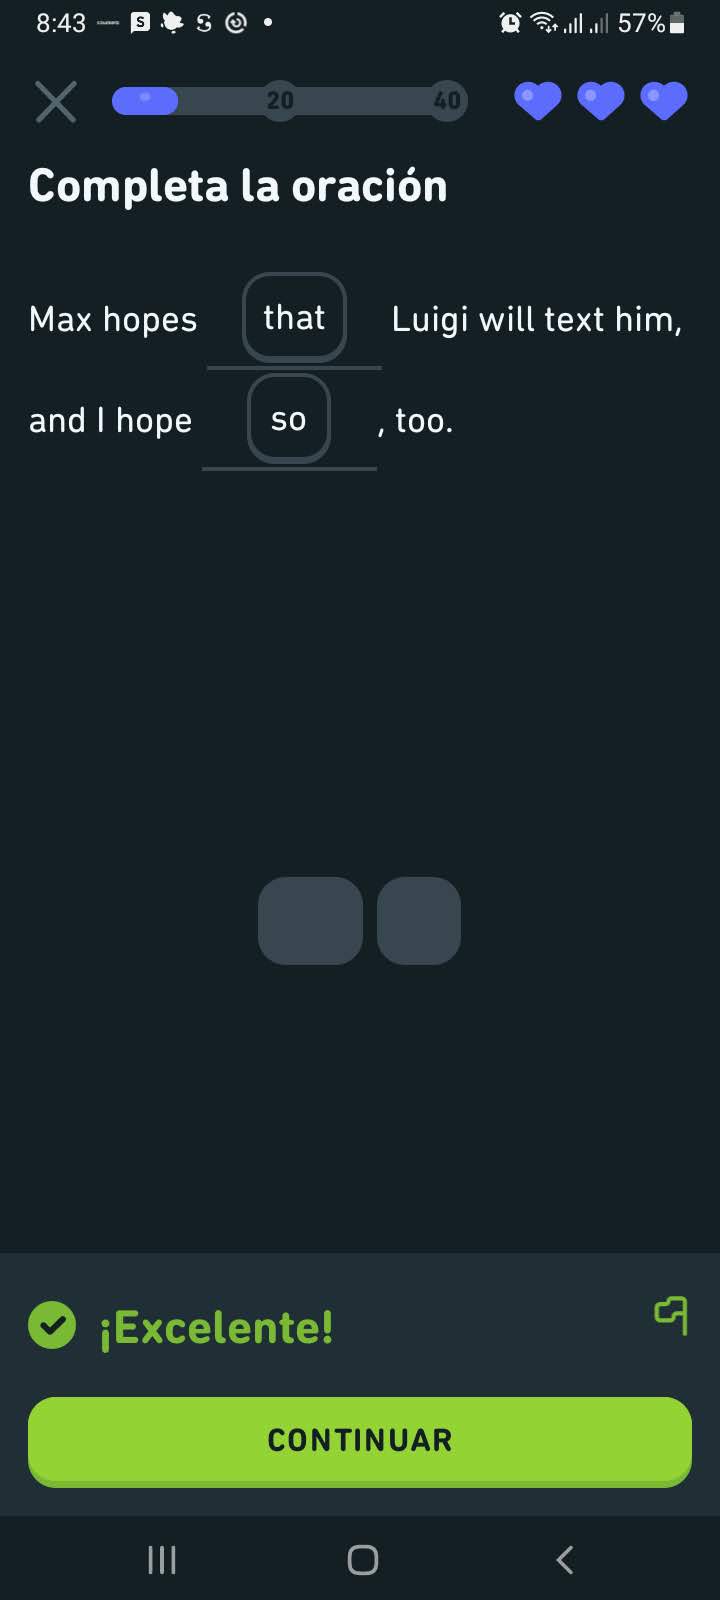 8:43 S 57%
20 40
Completa la oración
Max hopes that Luigi will text him,
and I hope so , too.
¡Excelente!
CONTINUAR